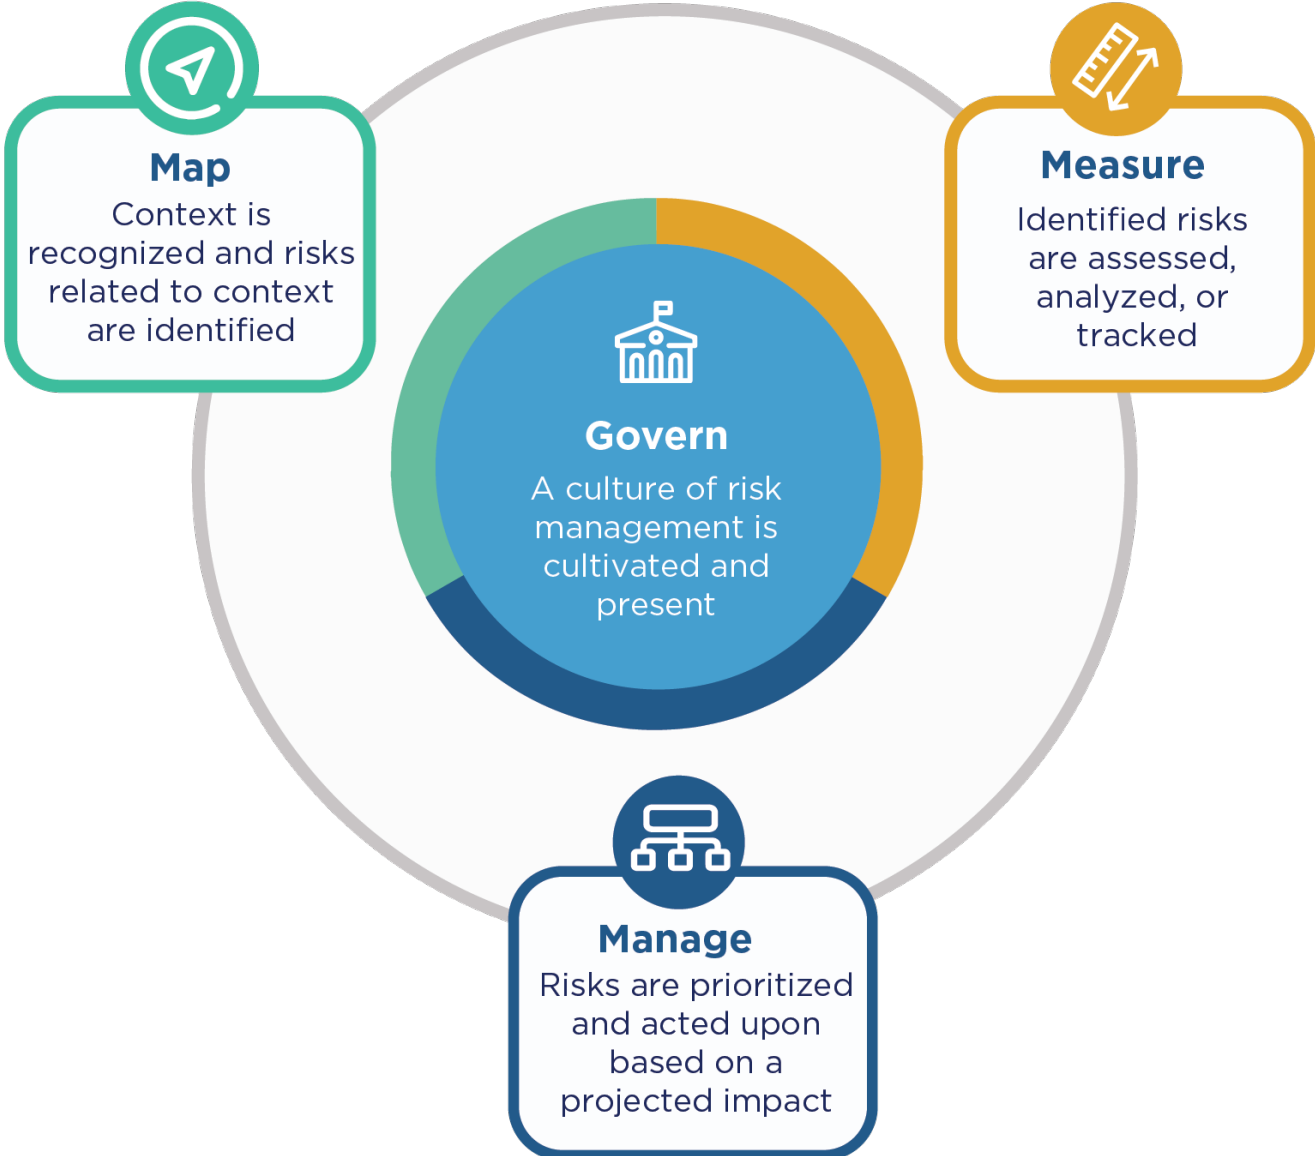 Map
Context is
recognized and risks
related to context
are identified
Measure
Identified risks
are assessed,
analyzed, or
tracked
Govern
A culture of risk
management is
cultivated and
present
Manage
Risks are prioritized
and acted upon
based on a
projected impact